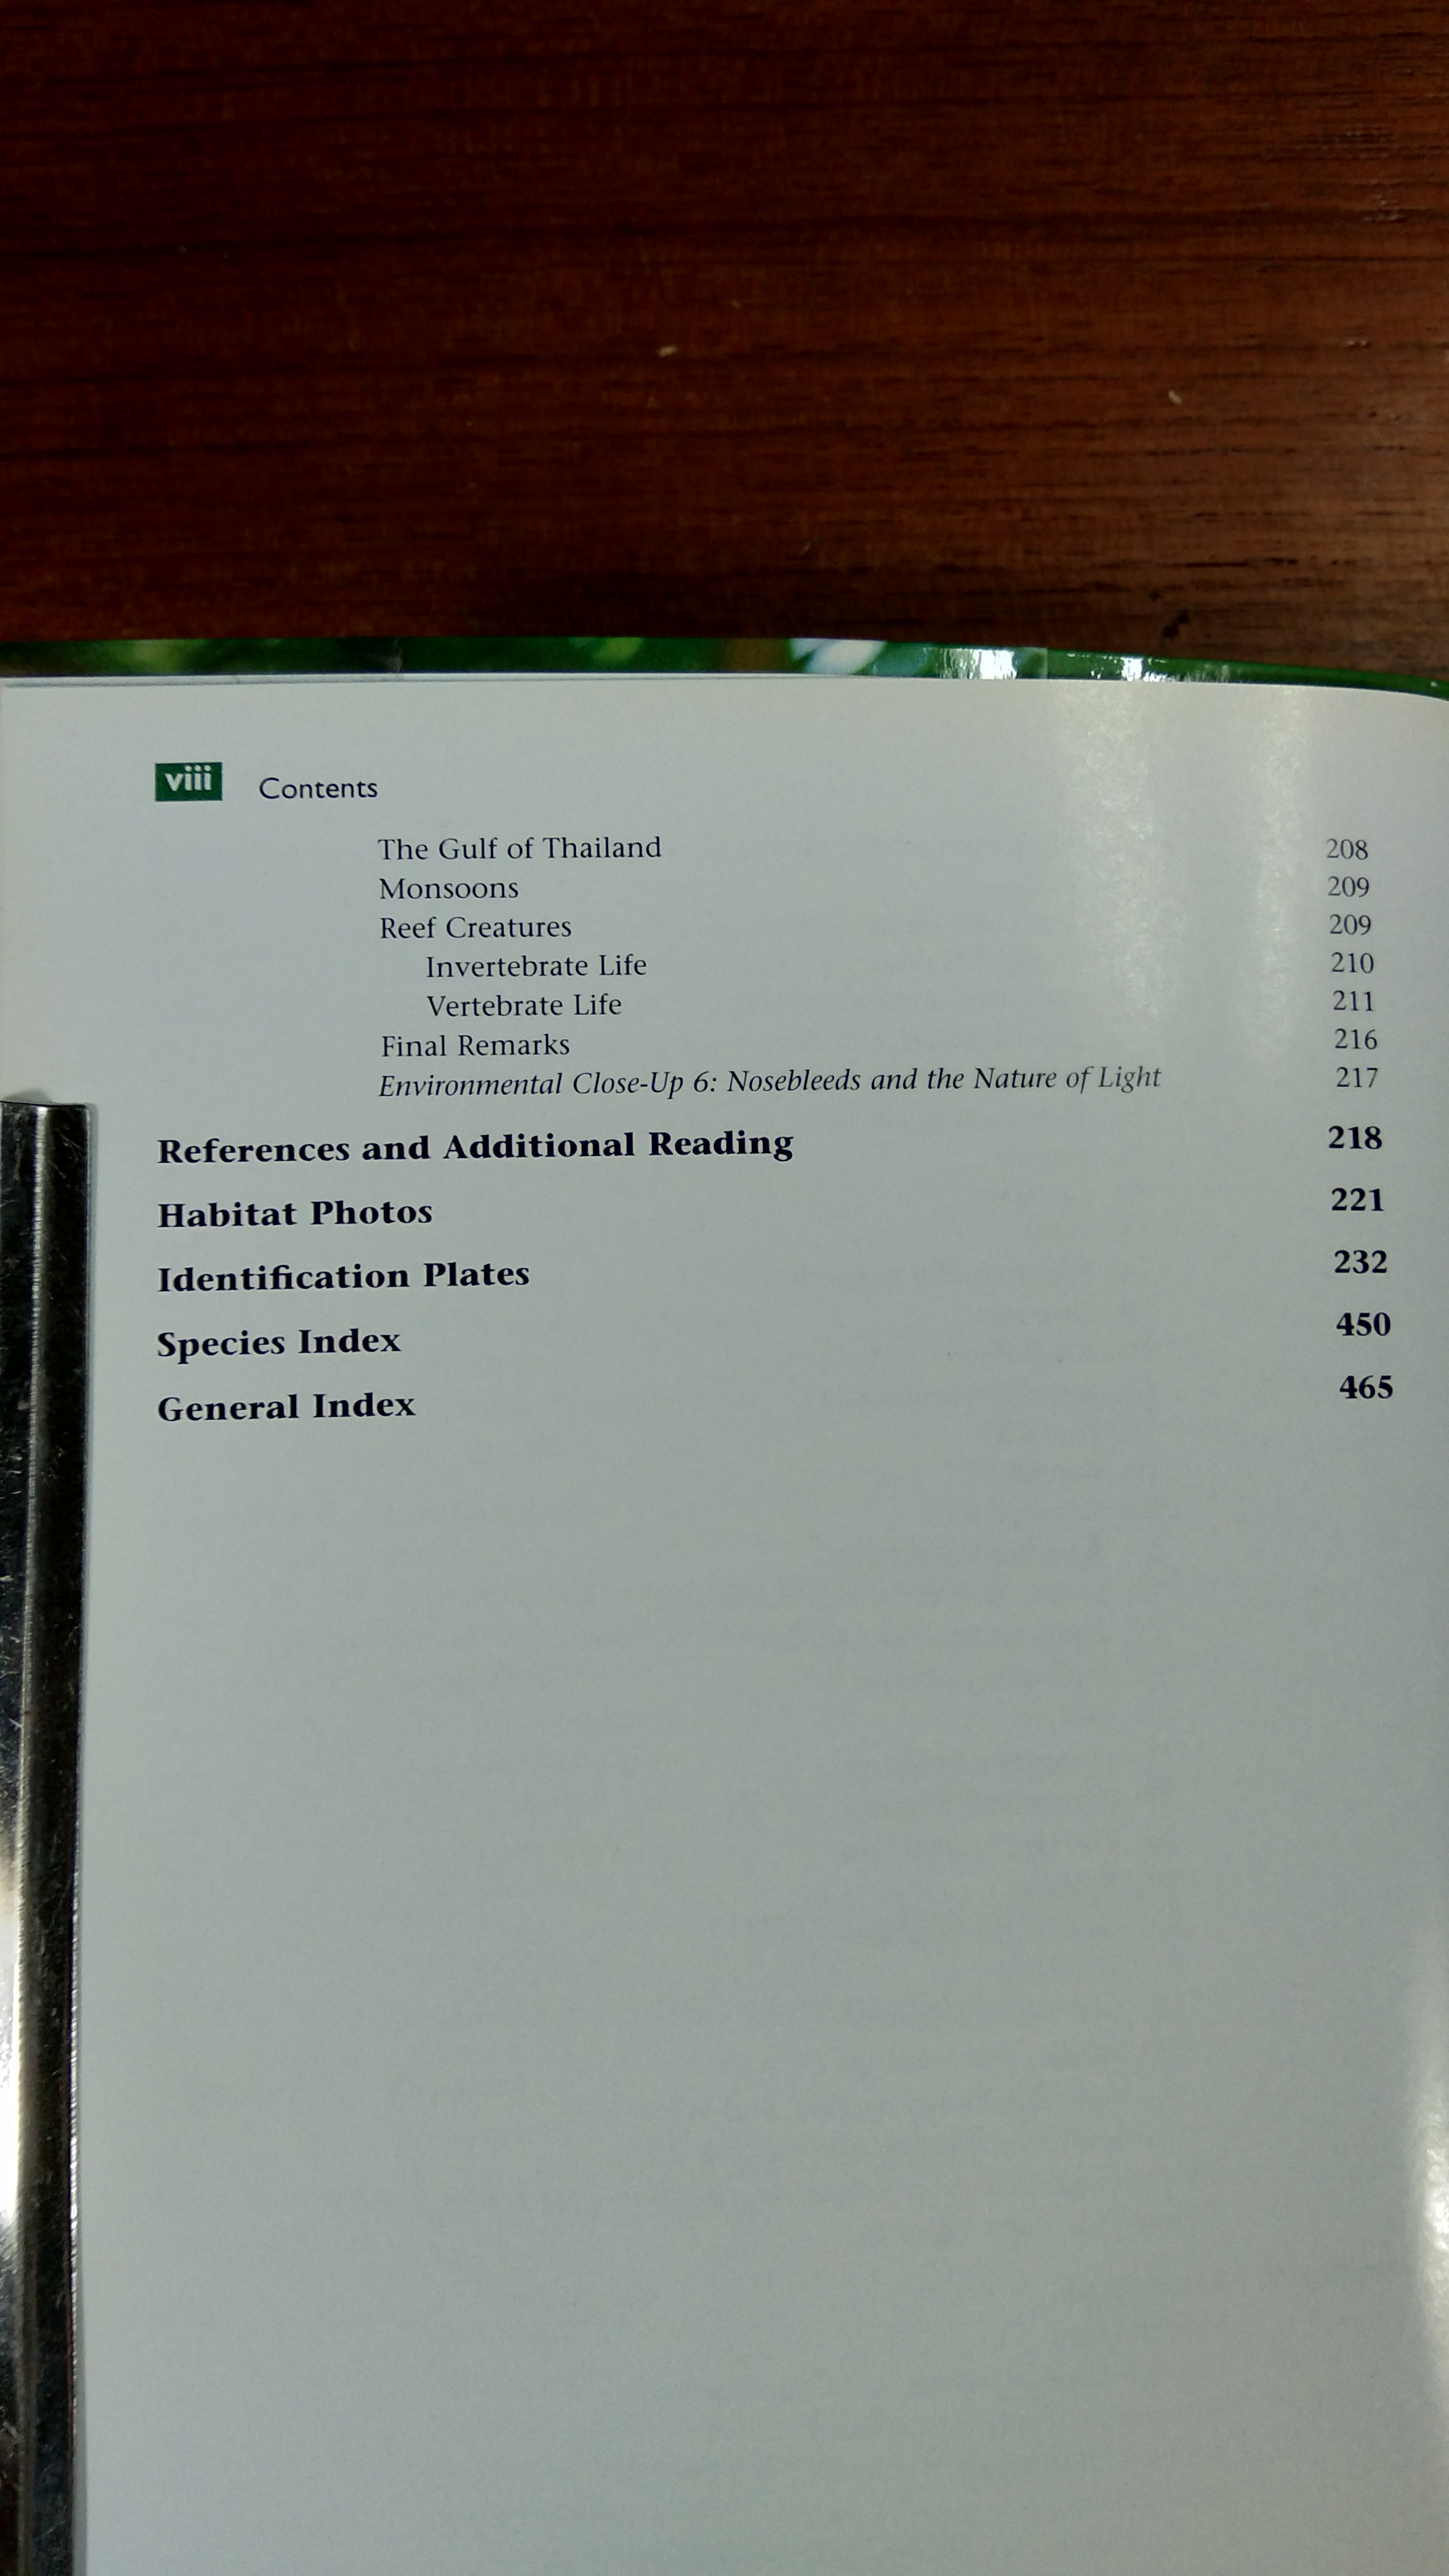 viii Contents
The Gulf of Thailand 208
Monsoons 209
Reef Creatures 209
Invertebrate Life 210
Vertebrate Life 211
Final Remarks 216
Environmental Close-Up 6: Nosebleeds and the Nature of Light 217
References and Additional Reading 218
Habitat Photos 221
Identification Plates 232
Species Index 450
General Index 465